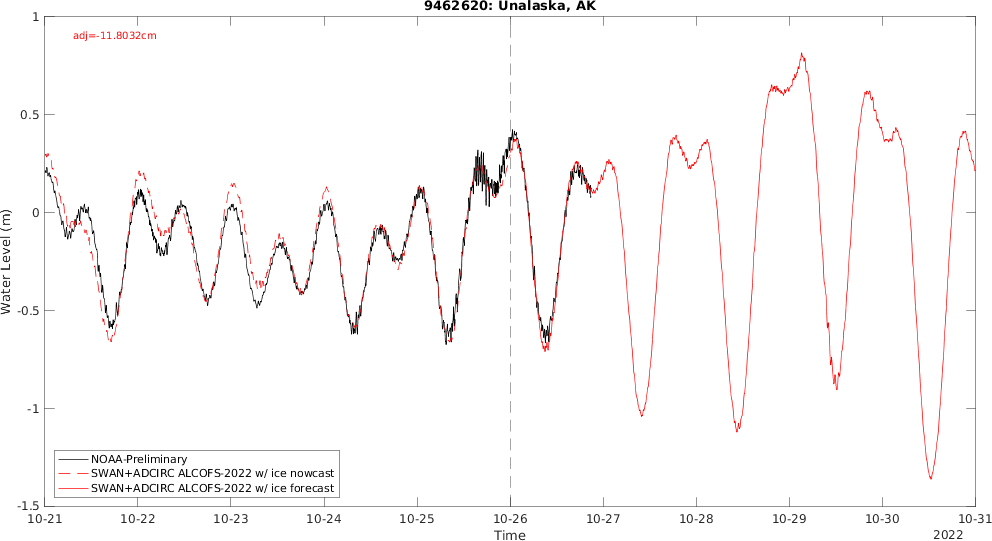 9462620: Unalaska, AK
adj=-11.8032cm
1
0.5
0
-0.5
-1
-1.5
Water Level (m)
NOAA-Preliminary
SWAN+ADCIRC ALCOFS-2022 w/ ice nowcast
SWAN+ADCIRC ALCOFS-2022 w/ ice forecast
10-21 10-22 10-23 10-24 10-25 10-26 10-27 10-28 10-29 10-30 10-31
Time
2022